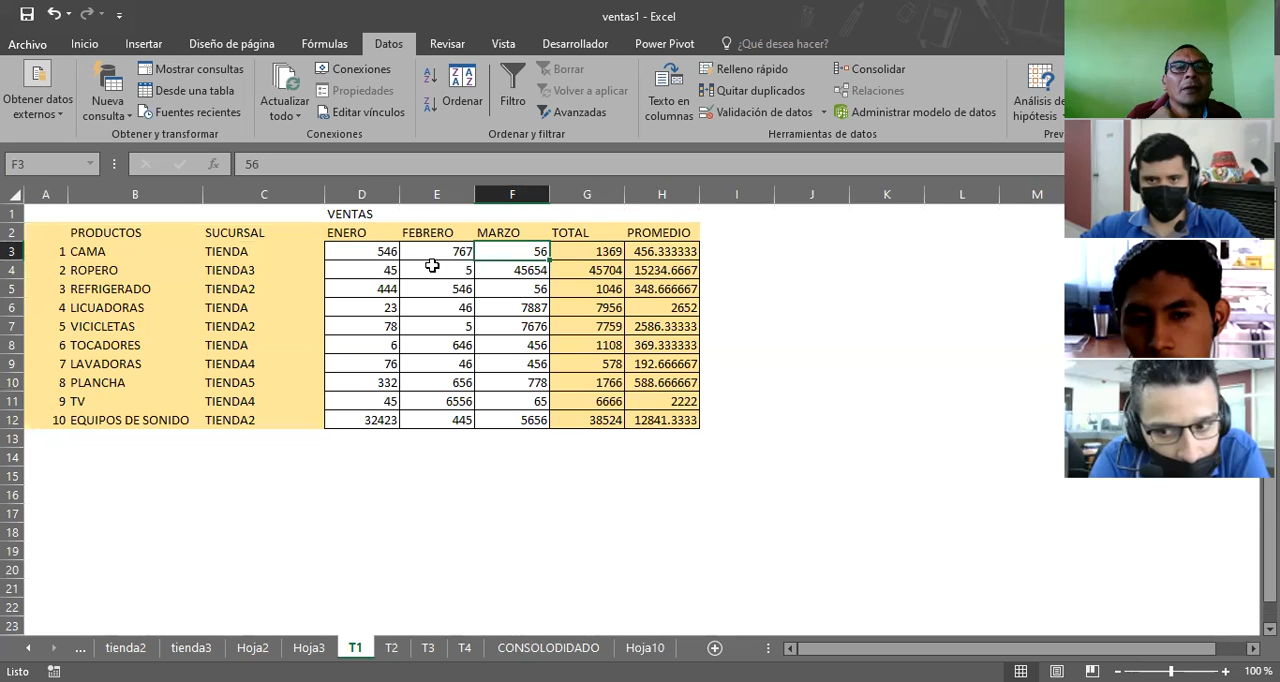 ventas1 - Excel
Archivo Inicio Insertar Diseño de página Fórmulas Datos Revisar Vista Desarrollador Power Pivot ¿Qué desea hacer?
Obtener datos externos
Nueva consulta
Mostrar consultas
Desde una tabla
Fuentes recientes
Obtener y transformar
Actualizar todo
Conexiones
Propiedades
Editar vínculos
Conexiones
Ordenar
Filtro
Borrar
Volver a aplicar
Avanzadas
Ordenar y filtrar
Texto en columnas
Relleno rápido
Quitar duplicados
Validación de datos
Consolidar
Relaciones
Administrar modelo de datos
Herramientas de datos
Análisis de hipótesis
Prev
F3 fx 56
A B C D E F G H I J K L M
1 VENTAS
2 PRODUCTOS SUCURSAL ENERO FEBRERO MARZO TOTAL PROMEDIO
3 1 CAMA TIENDA 546 767 56 1369 456.333333
4 2 ROPERO TIENDA3 45 5 45654 45704 15234.6667
5 3 REFRIGERADO TIENDA2 444 546 56 1046 348.666667
6 4 LICUADORAS TIENDA 23 46 7887 7956 2652
7 5 VICICLETAS TIENDA2 78 5 7676 7759 2586.33333
8 6 TOCADORES TIENDA 6 646 456 1108 369.333333
9 7 LAVADORAS TIENDA4 76 46 456 578 192.666667
10 8 PLANCHA TIENDA5 332 656 778 1766 588.666667
11 9 TV TIENDA4 45 6556 65 6666 2222
12 10 EQUIPOS DE SONIDO TIENDA2 32423 445 5656 38524 12841.3333
13
14
15
16
17
18
19
20
21
22
23
... tienda2 tienda3 Hoja2 Hoja3 T1 T2 T3 T4 CONSOLODIDADO Hoja10
Listo 100 %